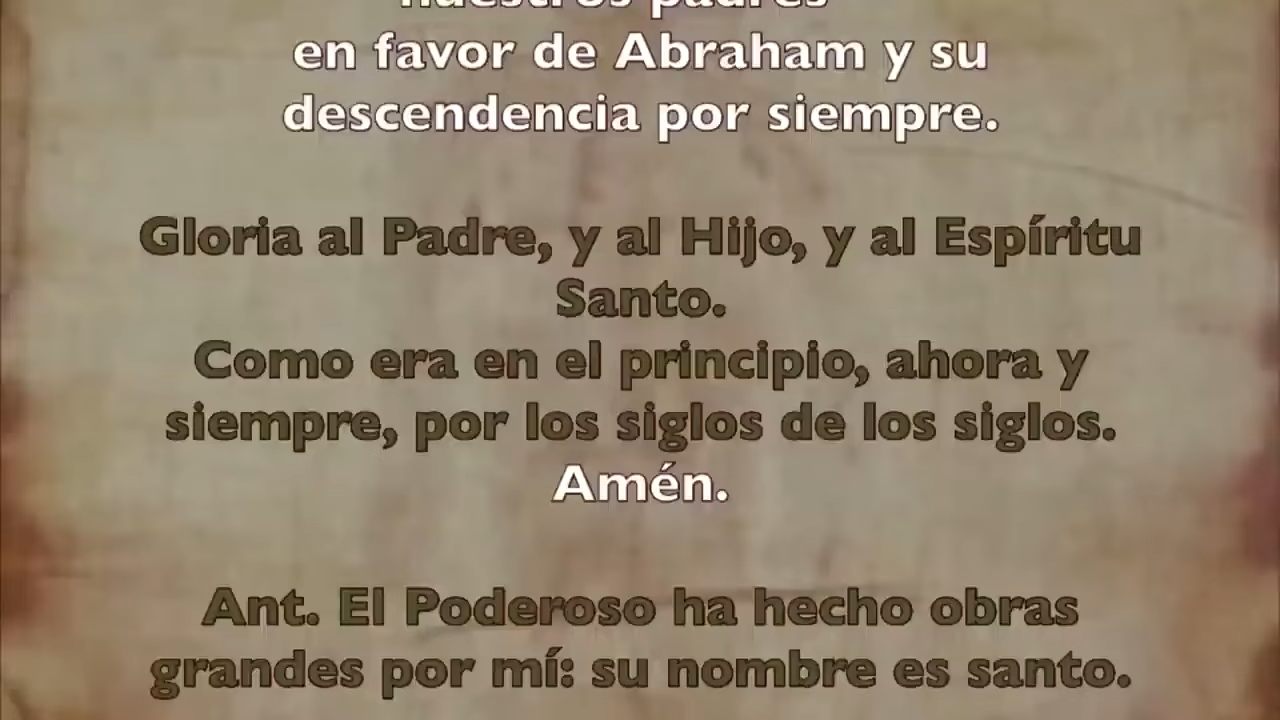 nuestros padres
en favor de Abraham y su
descendencia por siempre.
Gloria al Padre, y al Hijo, y al Espíritu
Santo.
Como era en el principio, ahora y
siempre, por los siglos de los siglos.
Amén.
Ant. El Poderoso ha hecho obras
grandes por mí: su nombre es santo.